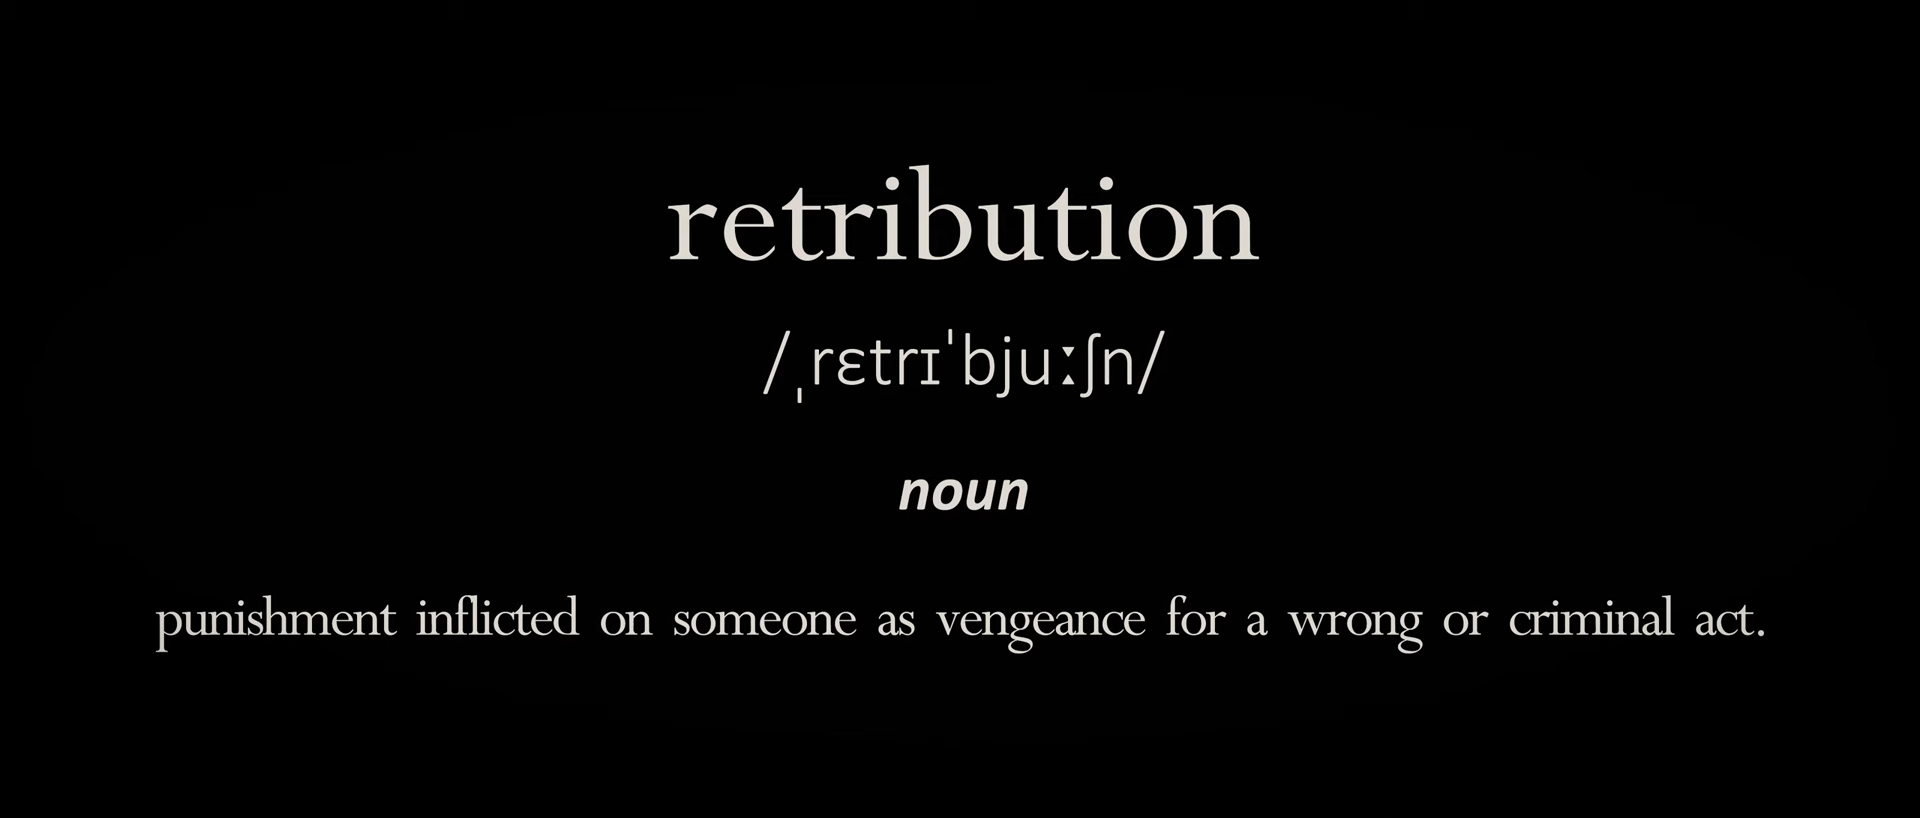 retribution
/ˌrɛtrɪˈbjuːʃn/
noun
punishment inflicted on someone as vengeance for a wrong or criminal act.